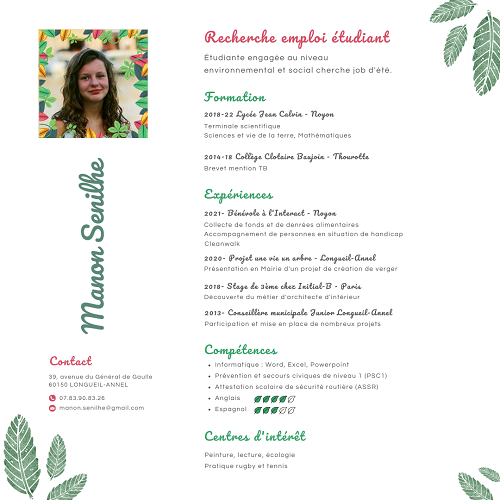 Recherche emploi étudiant
Étudiante engagée au niveau
environnemental et social cherche job d'été.
Formation
2018-22 Lycée Jean Calvin - Noyon
Terminale scientifique
Sciences et vie de la terre, Mathématiques
2014-18 Collège Clotaire Baujoin - Thourotte
Brevet mention TB
Expériences
2021- Bénévole à l'Interact - Noyon
Collecte de fonds et de denrées alimentaires
Accompagnement de personnes en situation de handicap
Cleanwalk
2020- Projet une vie un arbre - Longueil-Annel
Présentation en Mairie d'un projet de création de verger
2018- Stage de 3ème chez Initial-B - Paris
Découverte du métier d'architecte d'intérieur
2013- Conseillère municipale Junior Longueil-Annel
Participation et mise en place de nombreux projets
Compétences
Informatique : Word, Excel, Powerpoint
Prévention et secours civiques de niveau 1 (PSC1)
Attestation scolaire de sécurité routière (ASSR)
Anglais
Espagnol
Centres d'intérêt
Peinture, lecture, écologie
Pratique rugby et tennis
Manon Senilhe
Contact
39, avenue du Général de Gaulle
60150 LONGUEIL-ANNEL
07.83.90.83.26
manon.senilhe@gmail.com